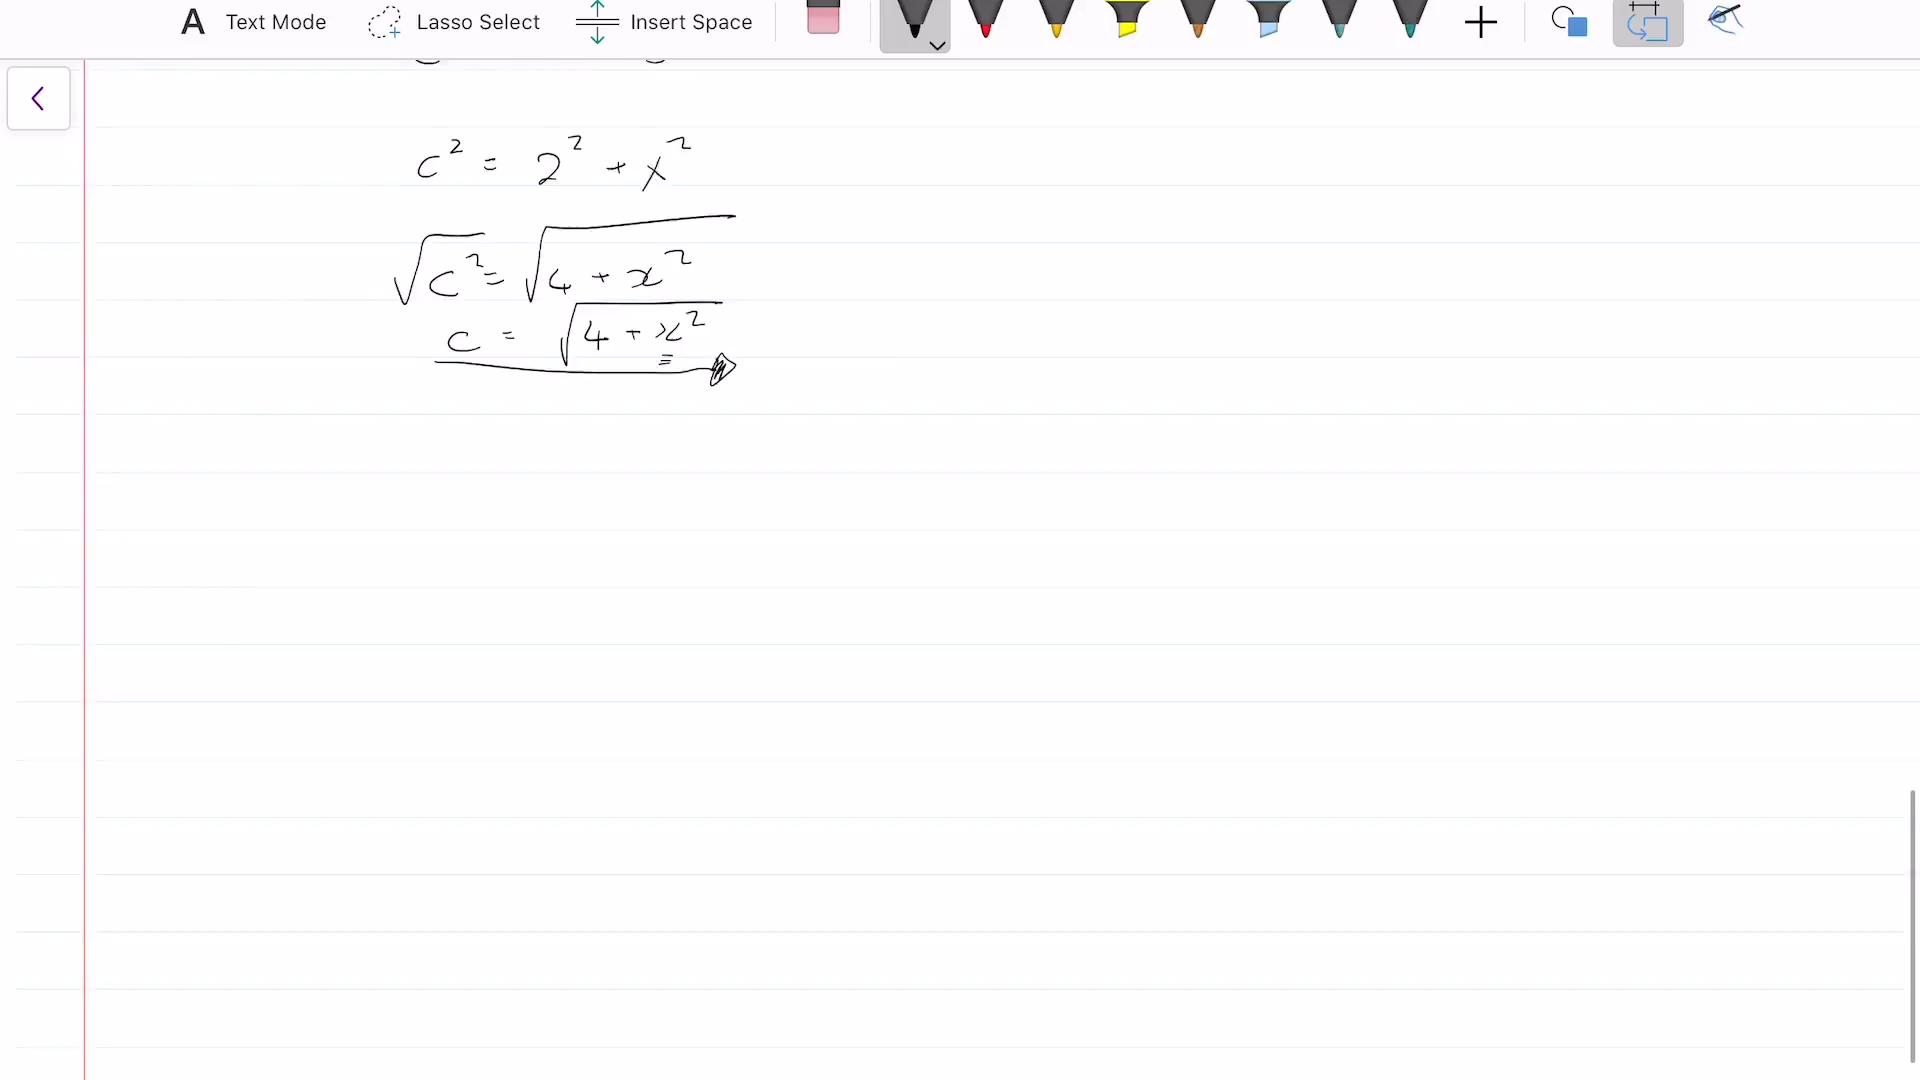 A Text Mode Lasso Select Insert Space
c² = 2² + x²
√c² = √4 + x²
c = √4 + x²